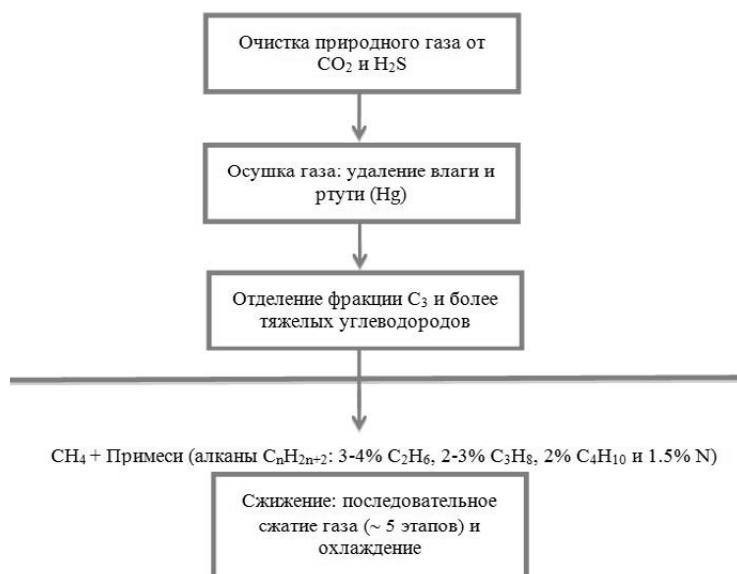 Очистка природного газа от
CO₂ и H₂S
Осушка газа: удаление влаги и
ртути (Hg)
Отделение фракции C₃ и более
тяжелых углеводородов
CH₄ + Примеси (алканы CₙH₂ₙ₊₂: 3-4% C₂H₆, 2-3% C₃H₈, 2% C₄H₁₀ и 1.5% N)
Сжижение: последовательное
сжатие газа (~ 5 этапов) и
охлаждение